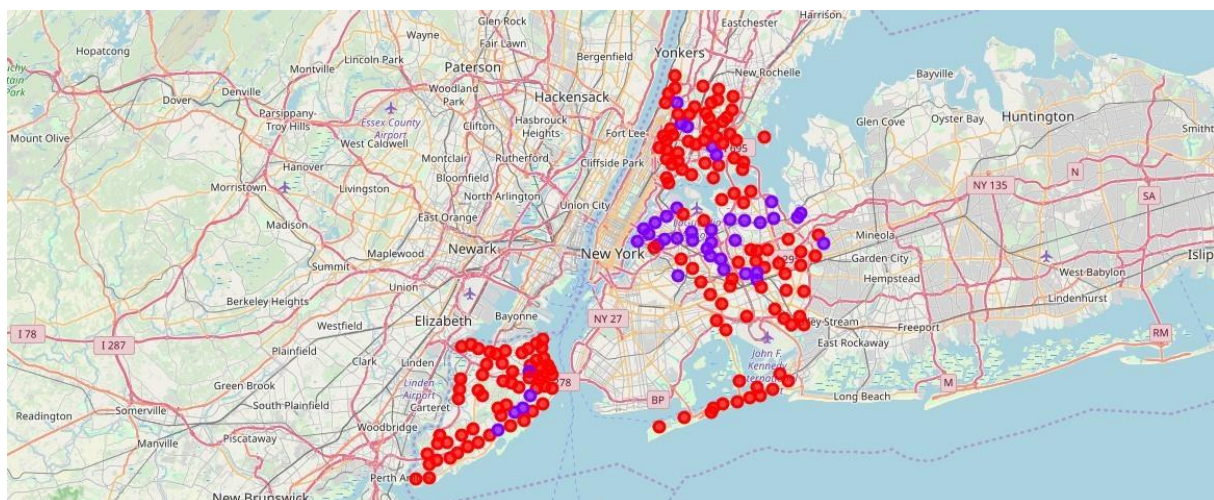 Harrison
Glen Rock
Eastchester
Hopatcong
Wayne
Fair Lawn
Yonkers
Montville
Lincoln Park
Bergenfield
Paterson
New Rochelle
Bayville
Denville
Woodland
Park
Hackensack
Dover
Parsippany-
Troy Hills
Essex County
Airport
Hasbrouck
Heights
Glen Cove
Oyster Bay
Huntington
Smitht
Clifton
Fort Lee
Mount Olive
West Caldwell
Hanover
Montclair
Rutherford
Cliffside Park
695
Bloomfield
N
Morristown
Livingston
North Arlington
NY 135
SA
Union City
Madison
East Orange
Mineola
Newark
New York
Garden City
Summit
Maplewood
West Babylon
Islip
Hempstead
Union
Berkeley Heights
Lindenhurst
Elizabeth
Bayonne
NY 27
Valley Stream
Freeport
I 78
Westfield
RM
I 287
East Rockaway
Plainfield
Clark
Linden
John F.
Kennedy
Linden
Airport
278
Green Brook
M
South Plainfield
Carteret
BP
Long Beach
Readington
Somerville
Piscataway
Woodbridge
Manville
Perth Am
New Brunswick